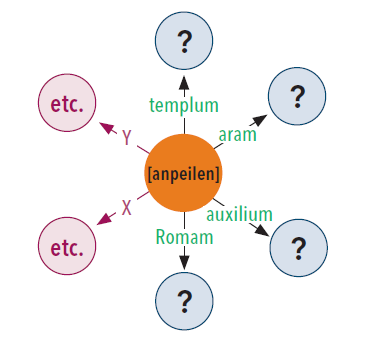 ?
etc.
templum
?
Y
aram
[anpeilen]
X
auxilium
etc.
Romam
?
?